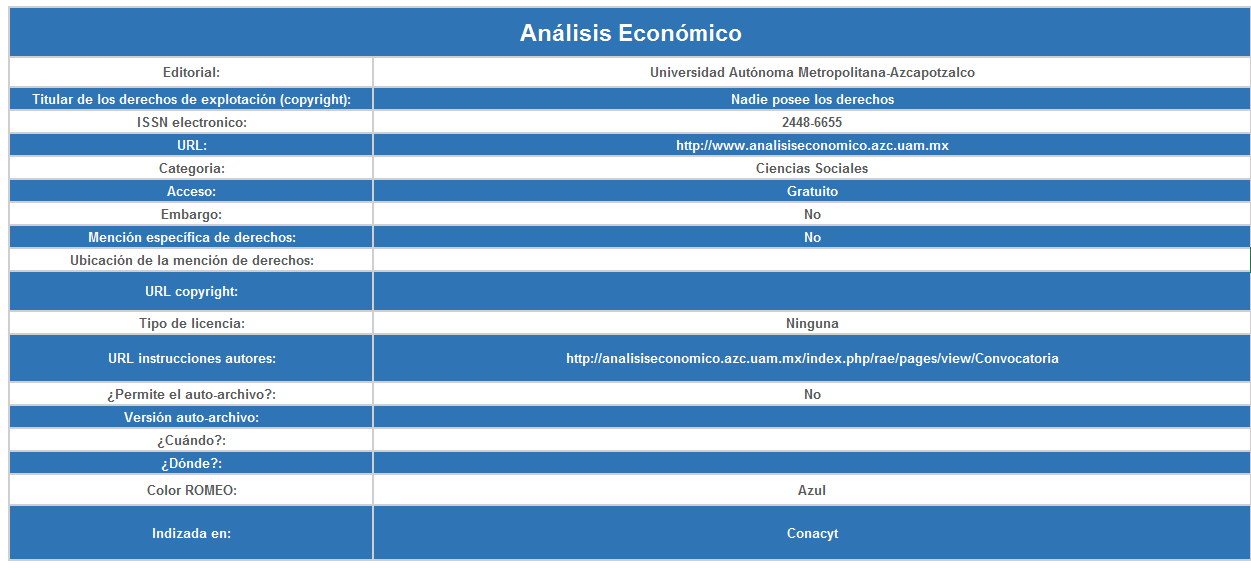 Análisis Económico
Editorial: Universidad Autónoma Metropolitana-Azcapotzalco
Titular de los derechos de explotación (copyright): Nadie posee los derechos
ISSN electronico: 2448-6655
URL: http://www.analisiseconomico.azc.uam.mx
Categoria: Ciencias Sociales
Acceso: Gratuito
Embargo: No
Mención específica de derechos: No
Ubicación de la mención de derechos:
URL copyright:
Tipo de licencia: Ninguna
URL instrucciones autores: http://analisiseconomico.azc.uam.mx/index.php/rae/pages/view/Convocatoria
¿Permite el auto-archivo?: No
Versión auto-archivo:
¿Cuándo?:
¿Dónde?:
Color ROMEO: Azul
Indizada en: Conacyt